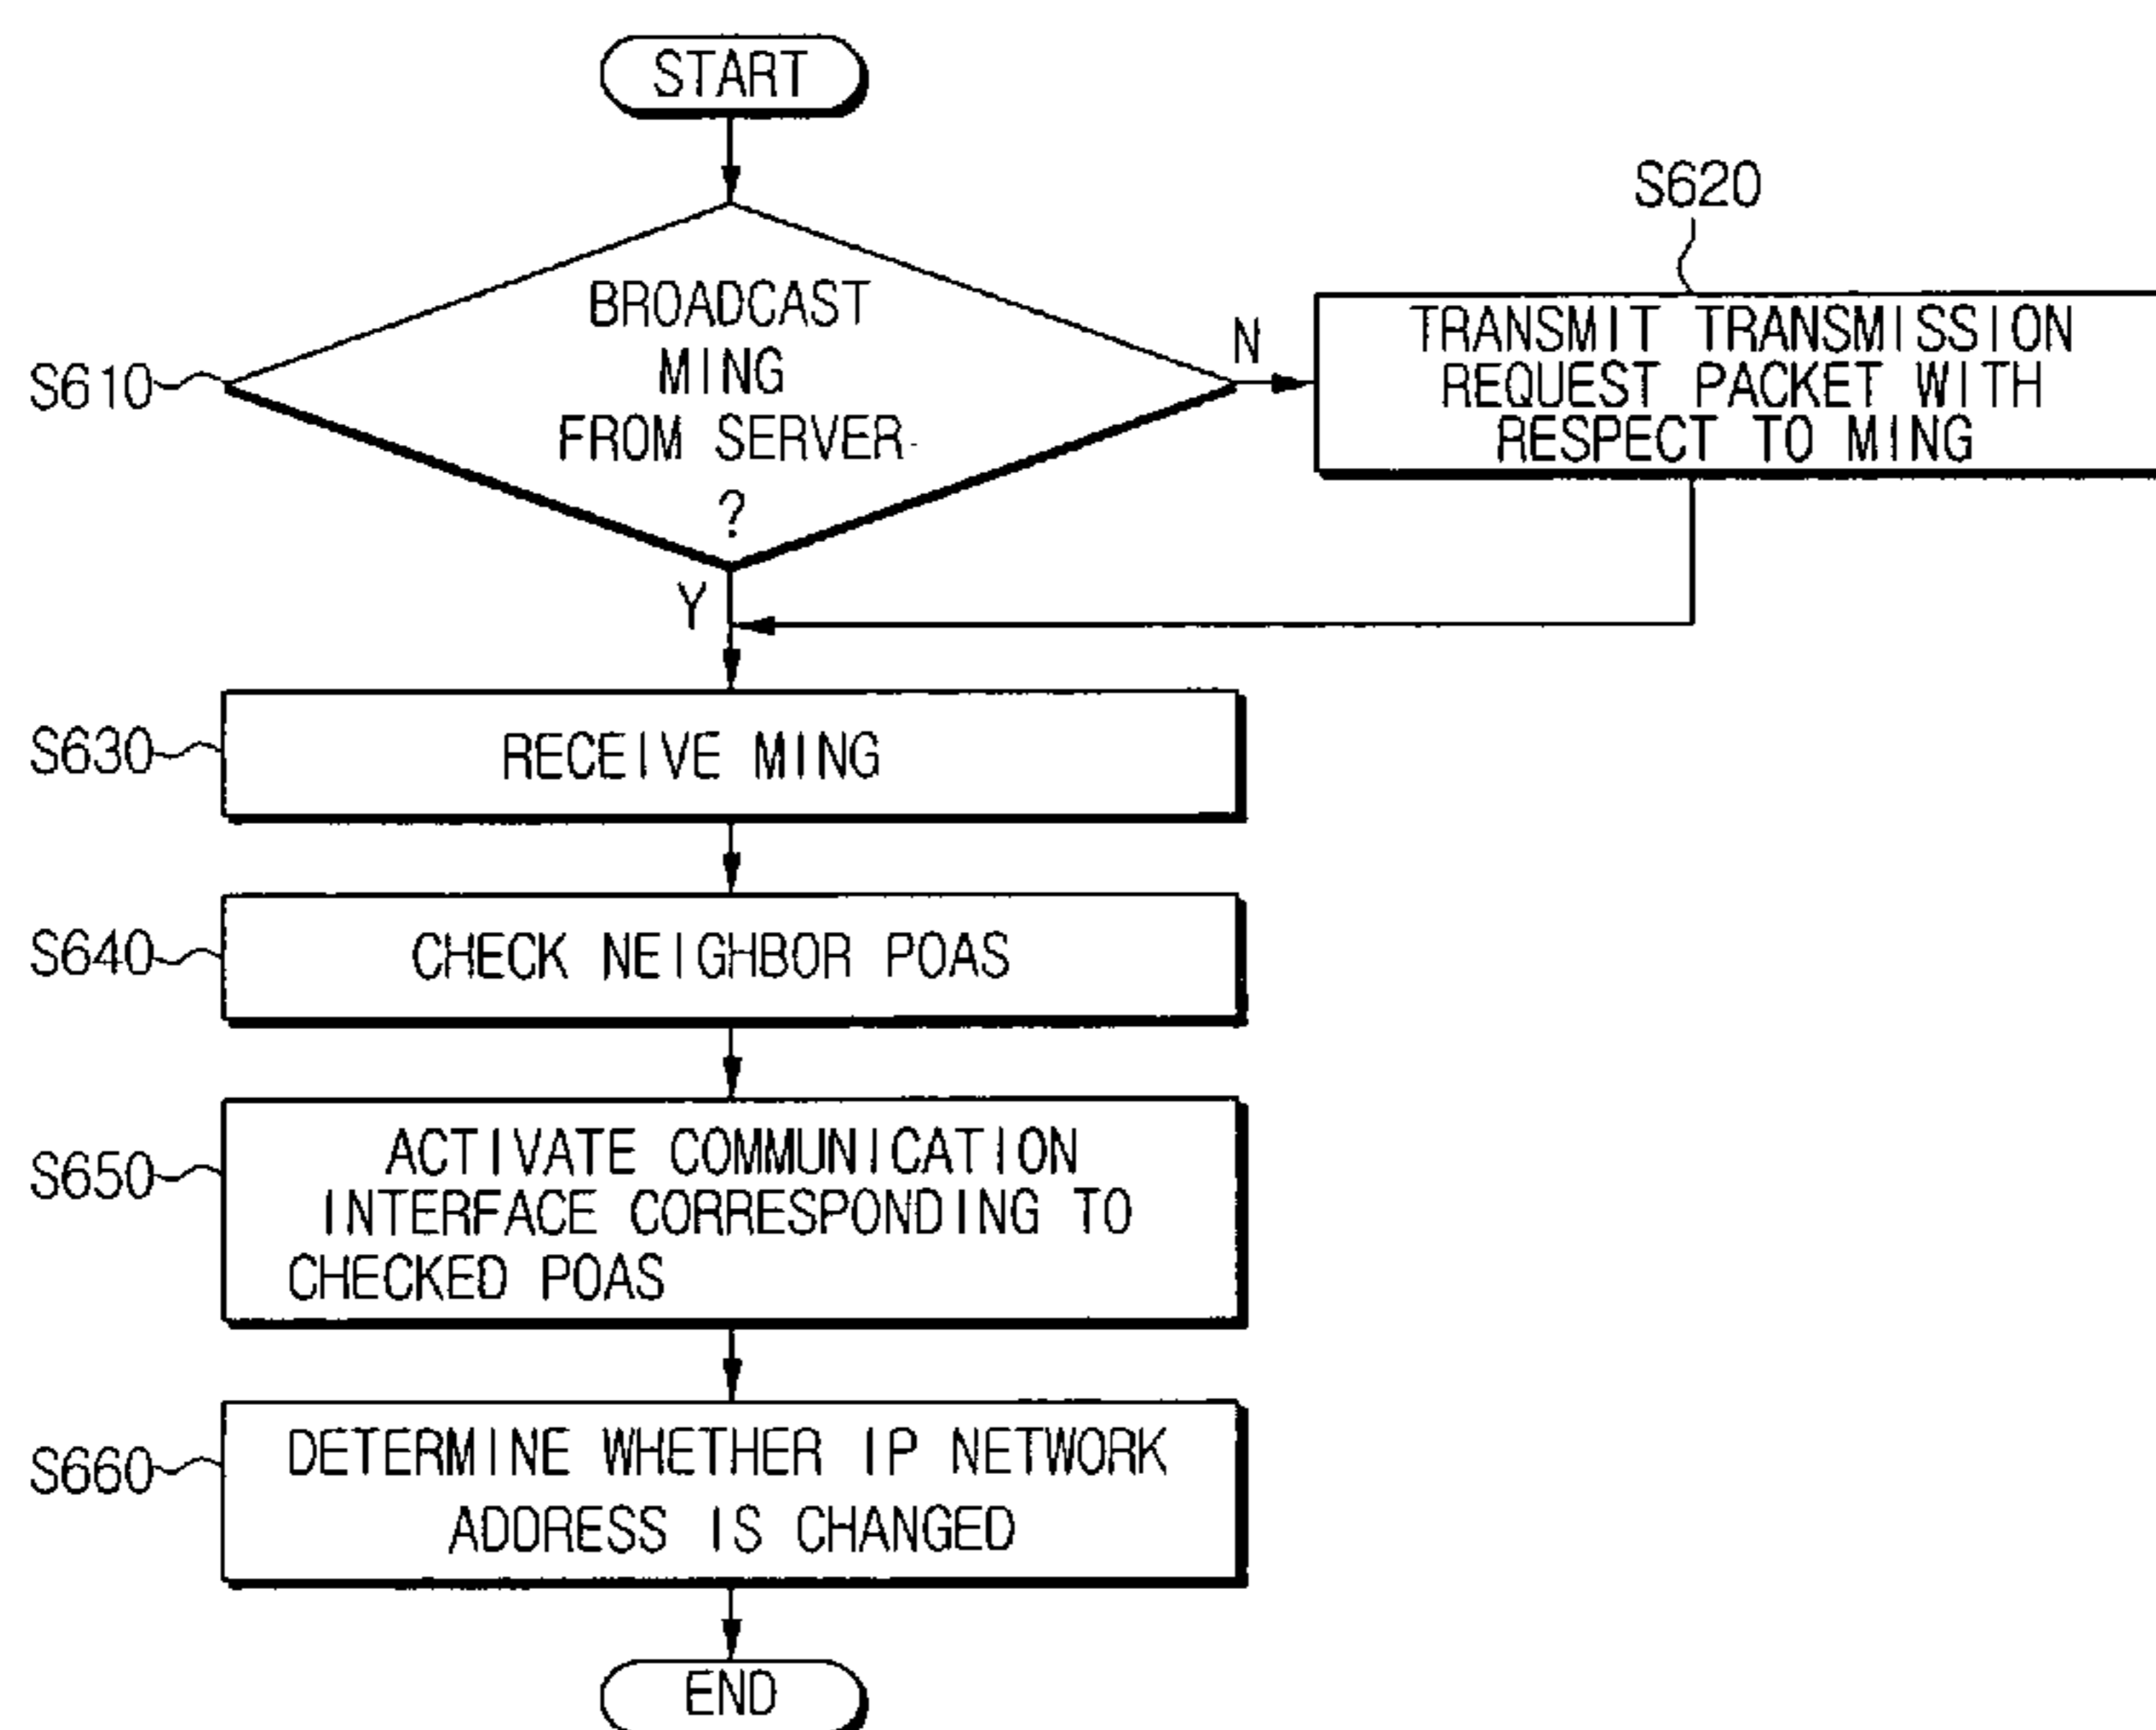 START
S610
BROADCAST
MING
FROM SERVER
?
N
S620
TRANSMIT TRANSMISSION
REQUEST PACKET WITH
RESPECT TO MING
Y
S630
RECEIVE MING
S640
CHECK NEIGHBOR POAS
S650
ACTIVATE COMMUNICATION
INTERFACE CORRESPONDING TO
CHECKED POAS
S660
DETERMINE WHETHER IP NETWORK
ADDRESS IS CHANGED
END